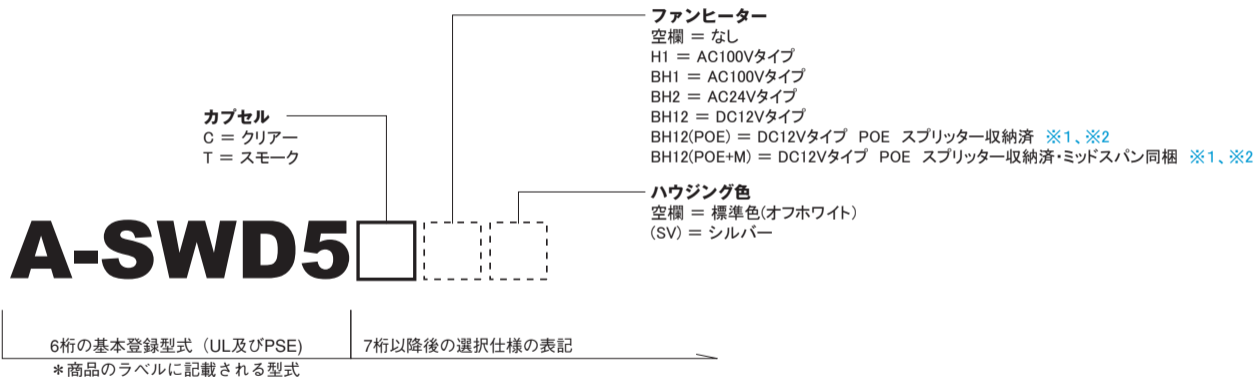 ファンヒーター
空欄 = なし
H1 = AC100Vタイプ
BH1 = AC100Vタイプ
BH2 = AC24Vタイプ
BH12 = DC12Vタイプ
BH12(POE) = DC12Vタイプ POE スプリッター収納済 ※1、※2
BH12(POE+M) = DC12Vタイプ POE スプリッター収納済・ミッドスパン同梱 ※1、※2
カプセル
C = クリアー
T = スモーク
ハウジング色
空欄 = 標準色(オフホワイト)
(SV) = シルバー
A-SWD5
6桁の基本登録型式（UL及びPSE)
7桁以降後の選択仕様の表記
＊商品のラベルに記載される型式